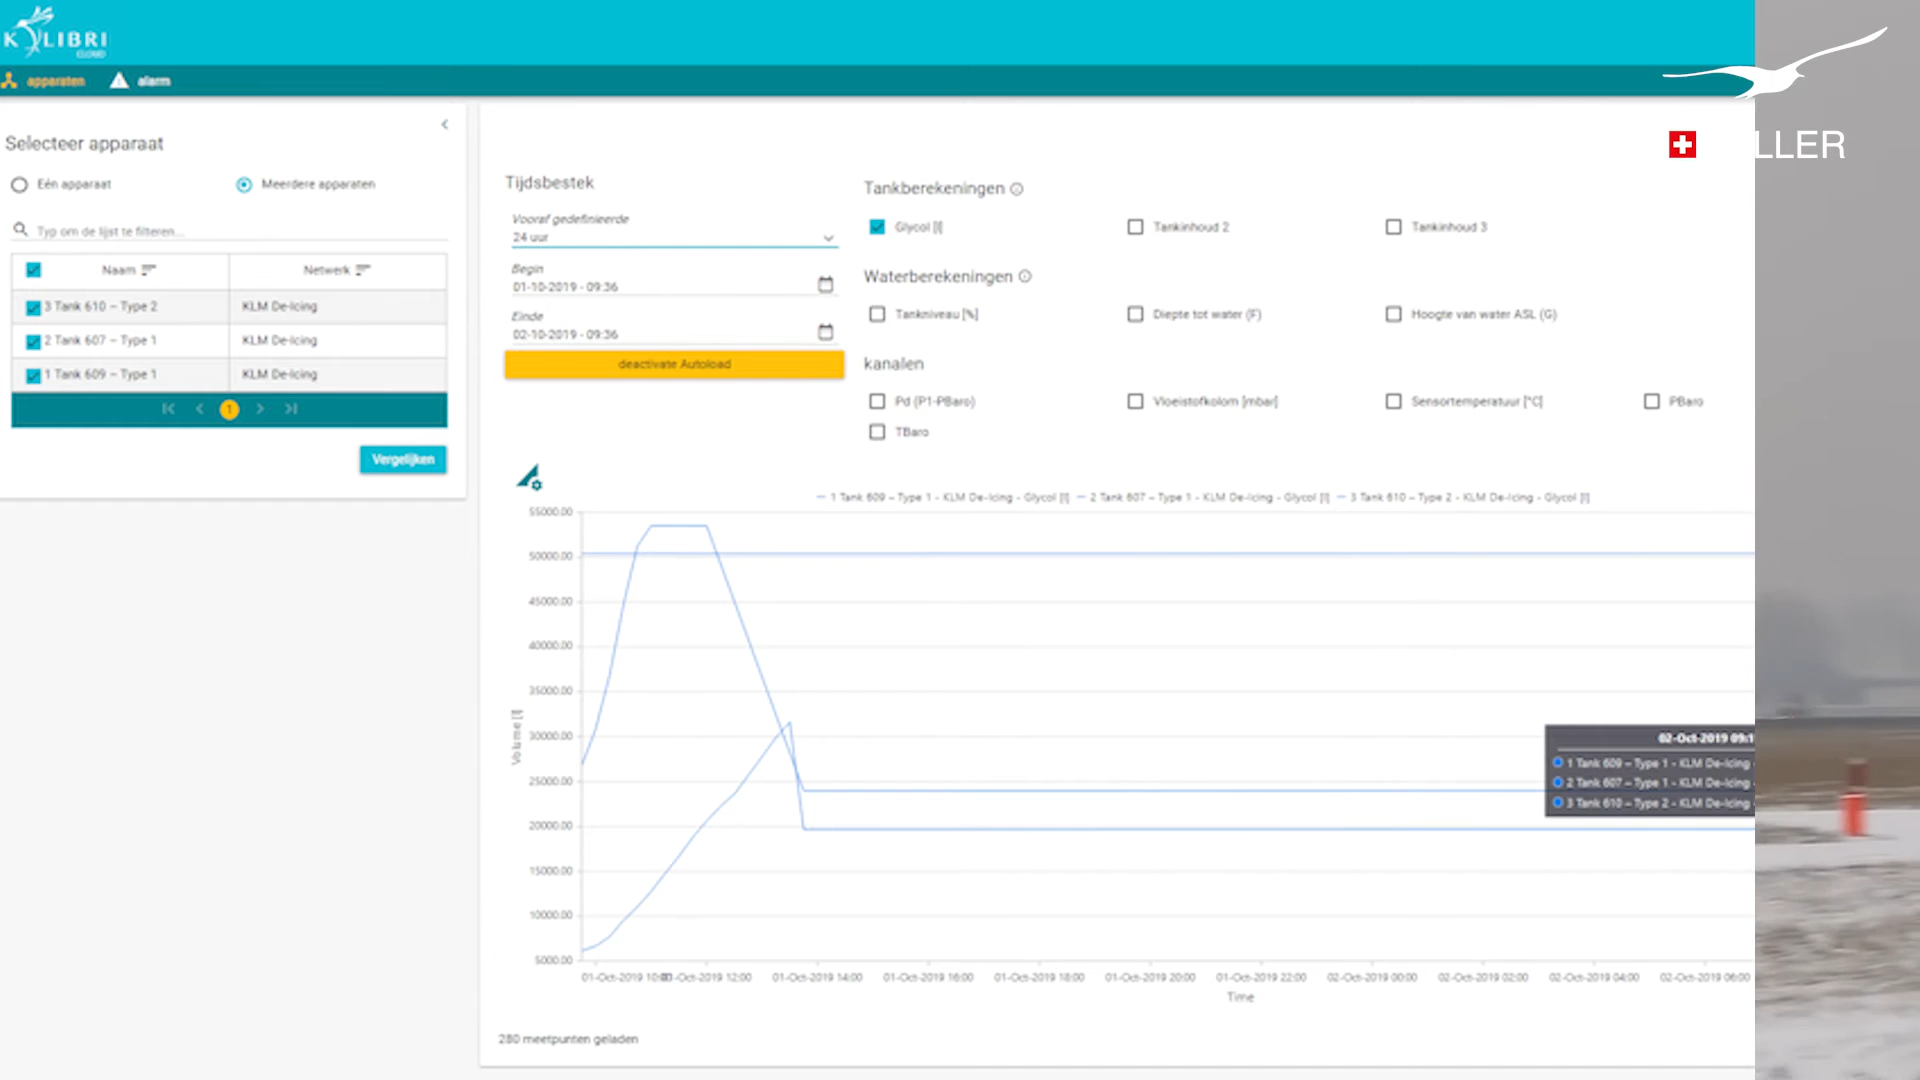 KOLIBRI
CLOUD
apparaten
alarm
LLER
Selecteer apparaat
Eén apparaat
Meerdere apparaten
Typ om de lijst te filteren...
Naam
Netwerk
3 Tank 610 – Type 2
KLM De-Icing
2 Tank 607 – Type 1
KLM De-Icing
1 Tank 609 – Type 1
KLM De-Icing
1
Vergelijken
Tijdsbestek
Vooraf gedefinieerde
24 uur
Begin
01-10-2019 - 09:36
Einde
02-10-2019 - 09:36
deactivate Autoload
Tankberekeningen
Glycol [l]
Tankinhoud 2
Tankinhoud 3
Waterberekeningen
Tankniveau [%]
Diepte tot water (F)
Hoogte van water ASL (G)
kanalen
Pd (P1-PBaro)
Vloeistofkolom [mbar]
Sensortemperatuur [°C]
PBaro
TBaro
1 Tank 609 – Type 1 - KLM De-Icing - Glycol [l]
2 Tank 607 – Type 1 - KLM De-Icing - Glycol [l]
3 Tank 610 – Type 2 - KLM De-Icing - Glycol [l]
55000.00
50000.00
45000.00
40000.00
35000.00
30000.00
25000.00
20000.00
15000.00
10000.00
5000.00
Volume [l]
02-Oct-2019 09:1
1 Tank 609 – Type 1 - KLM De-Icing -
2 Tank 607 – Type 1 - KLM De-Icing -
3 Tank 610 – Type 2 - KLM De-Icing -
01-Oct-2019 12:00
01-Oct-2019 14:00
01-Oct-2019 16:00
01-Oct-2019 18:00
01-Oct-2019 20:00
01-Oct-2019 22:00
02-Oct-2019 00:00
02-Oct-2019 02:00
02-Oct-2019 04:00
02-Oct-2019 06:00
Time
280 meetpunten geladen